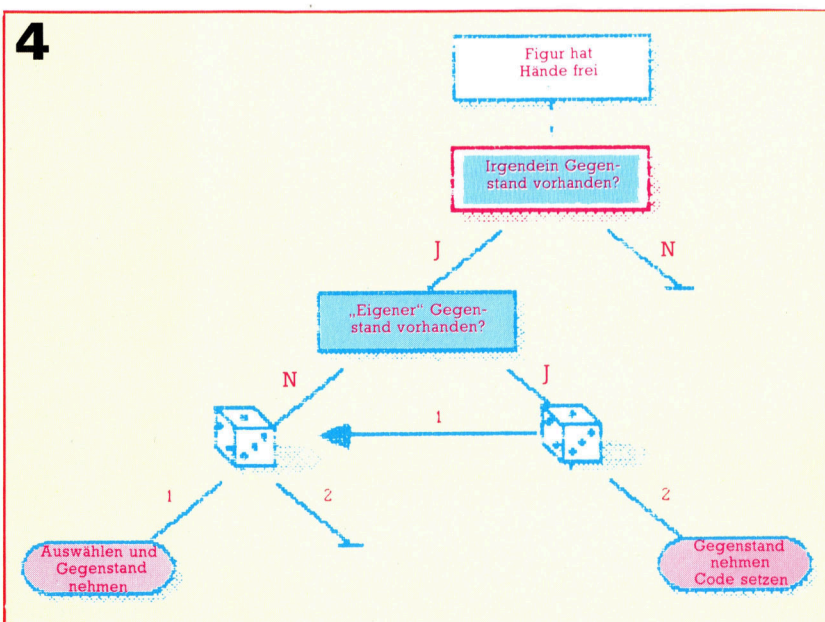 4
Figur hat
Hände frei
Irgendein Gegen-
stand vorhanden?
J
N
„Eigener“ Gegen-
stand vorhanden?
N
J
1
1
2
2
Auswählen und
Gegenstand
nehmen
Gegenstand
nehmen
Code setzen